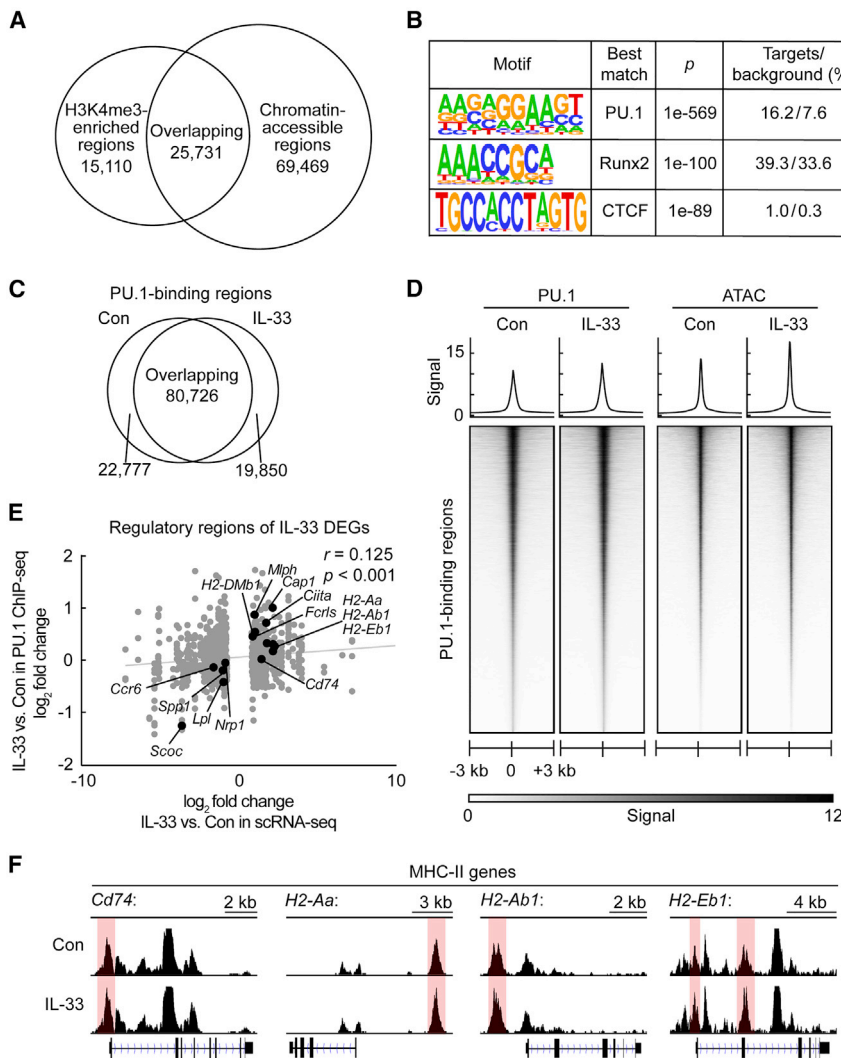 A
H3K4me3-
enriched
regions
15,110
Overlapping
25,731
Chromatin-
accessible
regions
69,469
B
Motif
Best
match
p
Targets/
background (%
AAGAGGAAGT
PU.1
1e-569
16.2/7.6
AAACCGCA
Runx2
1e-100
39.3/33.6
TGCCACCTAGTG
CTCF
1e-89
1.0/0.3
C
PU.1-binding regions
Con
IL-33
Overlapping
80,726
22,777
19,850
D
PU.1
ATAC
Con
IL-33
Con
IL-33
Signal
15
0
PU.1-binding regions
-3 kb
0
+3 kb
0
Signal
12
E
Regulatory regions of IL-33 DEGs
r = 0.125
p < 0.001
IL-33 vs. Con in PU.1 ChIP-seq
log2 fold change
2
1
0
-1
-2
Mlph
H2-DMb1
Cap1
Ciita
Fcrls
H2-Aa
H2-Ab1
H2-Eb1
Cd74
Ccr6
Spp1
Lpl
Nrp1
Scoc
-10
0
10
log2 fold change
IL-33 vs. Con in scRNA-seq
F
MHC-II genes
Cd74:
2 kb
H2-Aa:
3 kb
H2-Ab1:
2 kb
H2-Eb1:
4 kb
Con
IL-33